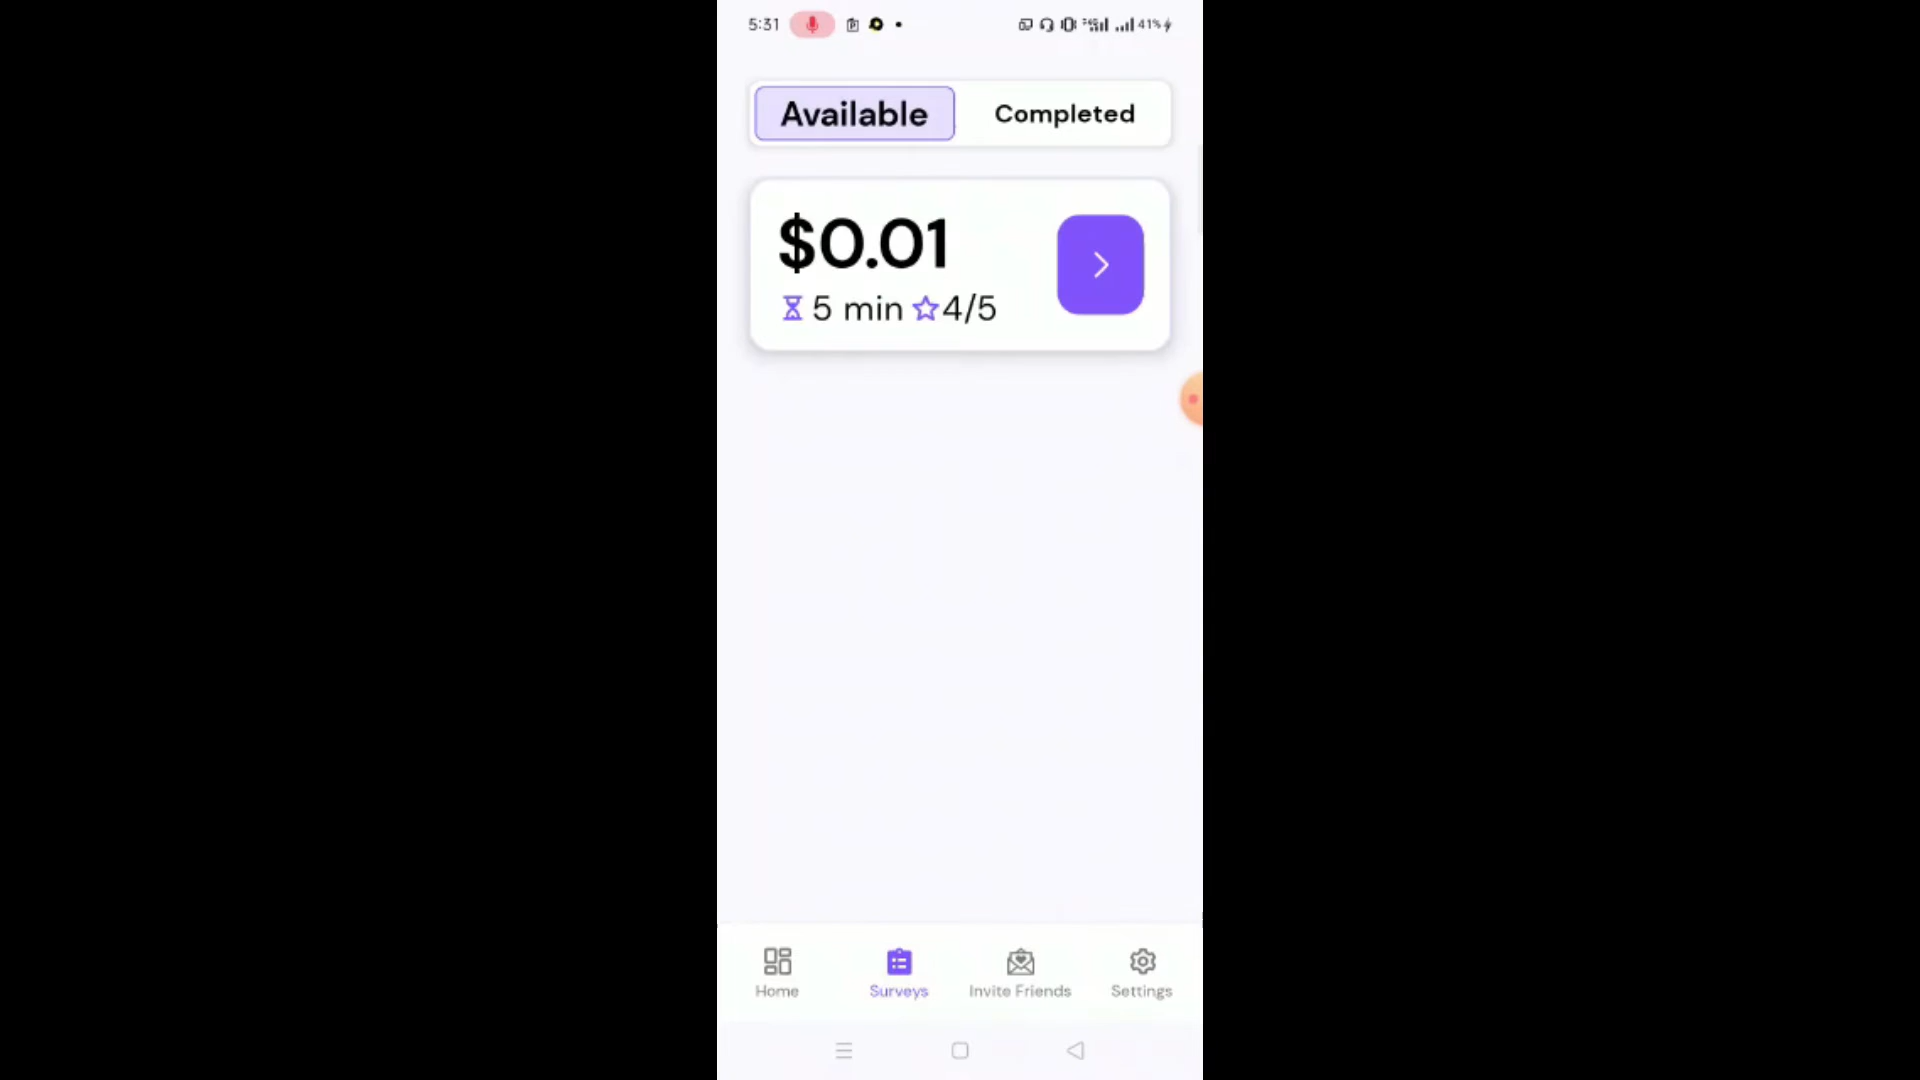 5:31
41%
Available Completed
$0.01
5 min 4/5
Home Surveys Invite Friends Settings